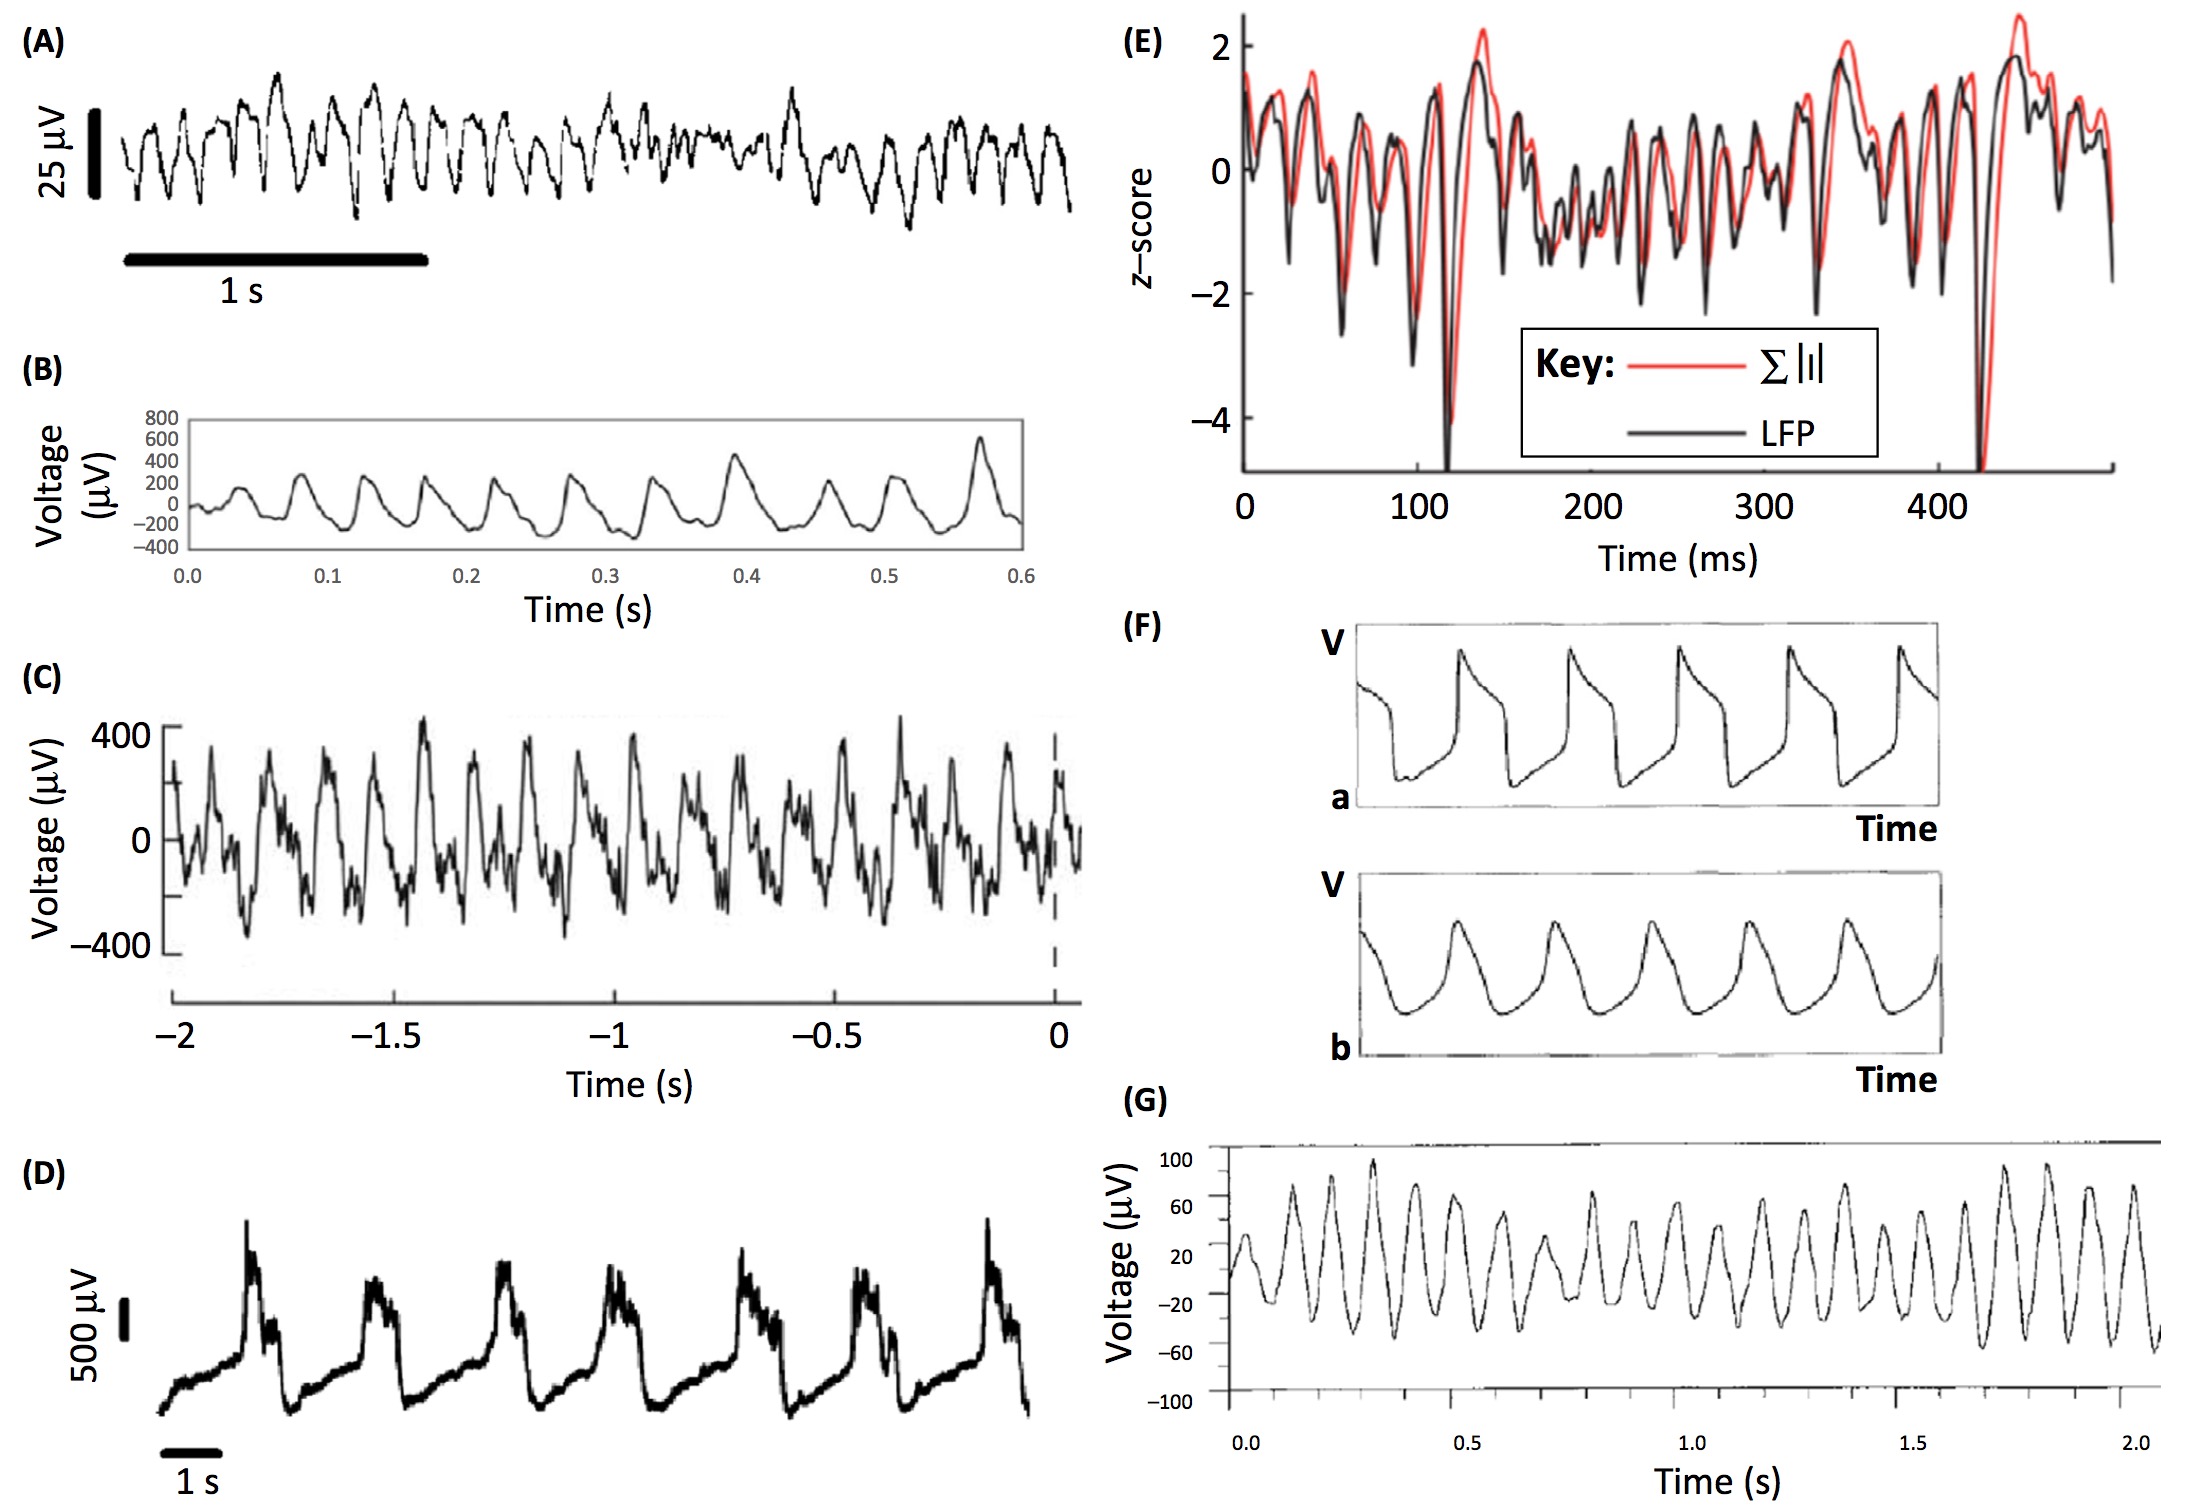 (A)
25 μV
1 s
(B)
Voltage
(μV)
800
600
400
200
0
–200
–400
0.0 0.1 0.2 0.3 0.4 0.5 0.6
Time (s)
(C)
Voltage (μV)
400
0
–400
–2 –1.5 –1 –0.5 0
Time (s)
(D)
500 μV
1 s
(E)
z–score
2
0
–2
–4
Key: ∑|I|
LFP
0 100 200 300 400
Time (ms)
(F)
V
a
Time
V
b
Time
(G)
Voltage (μV)
100
60
20
–20
–60
–100
0.0 0.5 1.0 1.5 2.0
Time (s)